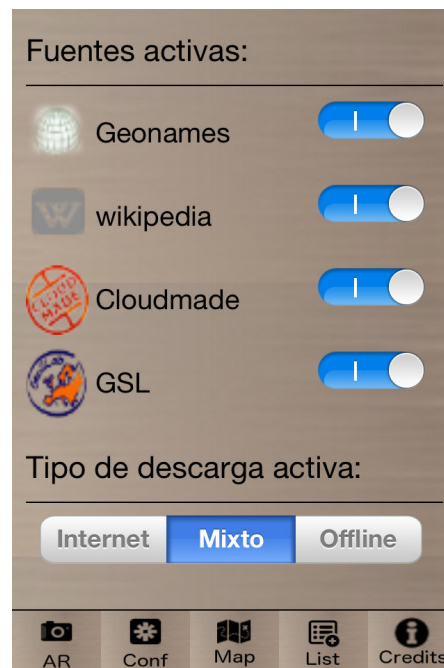 Fuentes activas:
Geonames
wikipedia
Cloudmade
GSL
Tipo de descarga activa:
Internet Mixto Offline
AR Conf Map List Credits